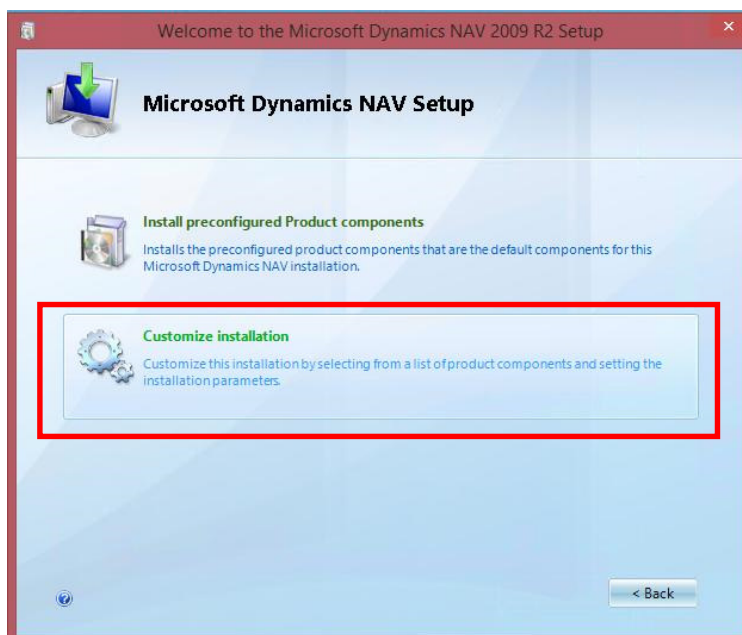 Welcome to the Microsoft Dynamics NAV 2009 R2 Setup
Microsoft Dynamics NAV Setup
Install preconfigured Product components
Installs the preconfigured product components that are the default components for this
Microsoft Dynamics NAV installation.
Customize installation
Customize this installation by selecting from a list of product components and setting the
installation parameters.
< Back